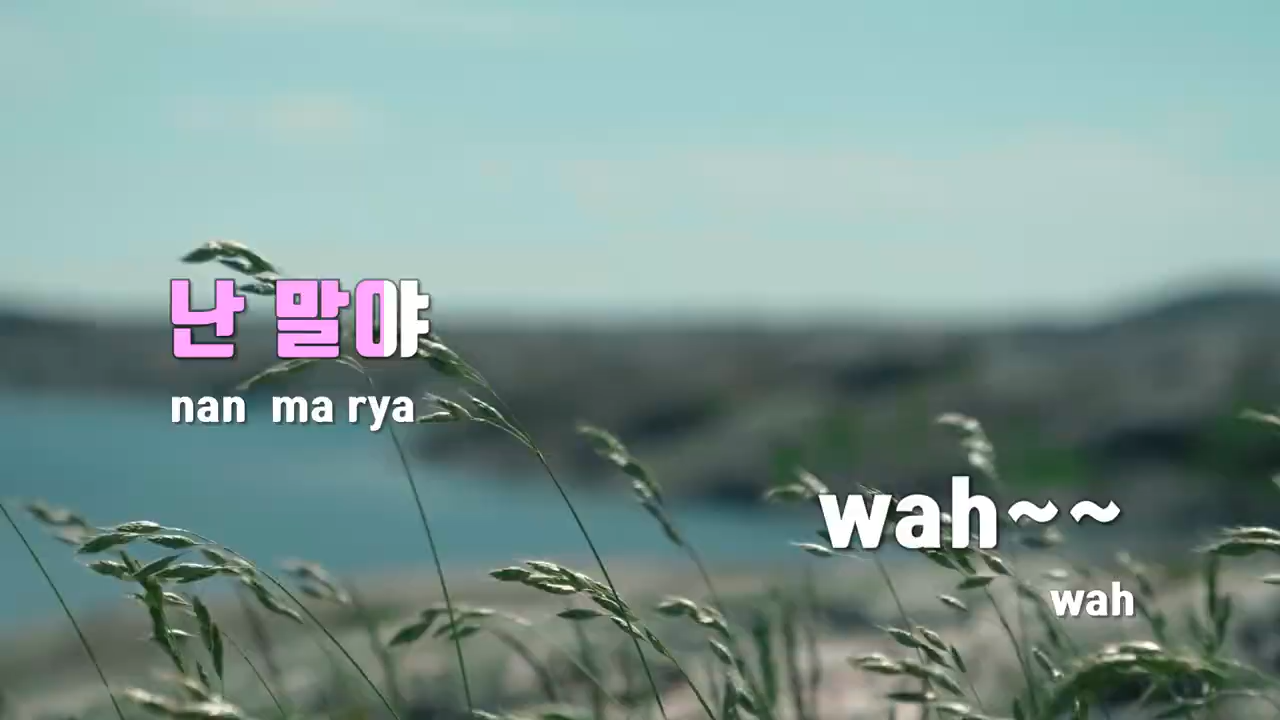 난 말야
nan ma rya
wah~~
wah